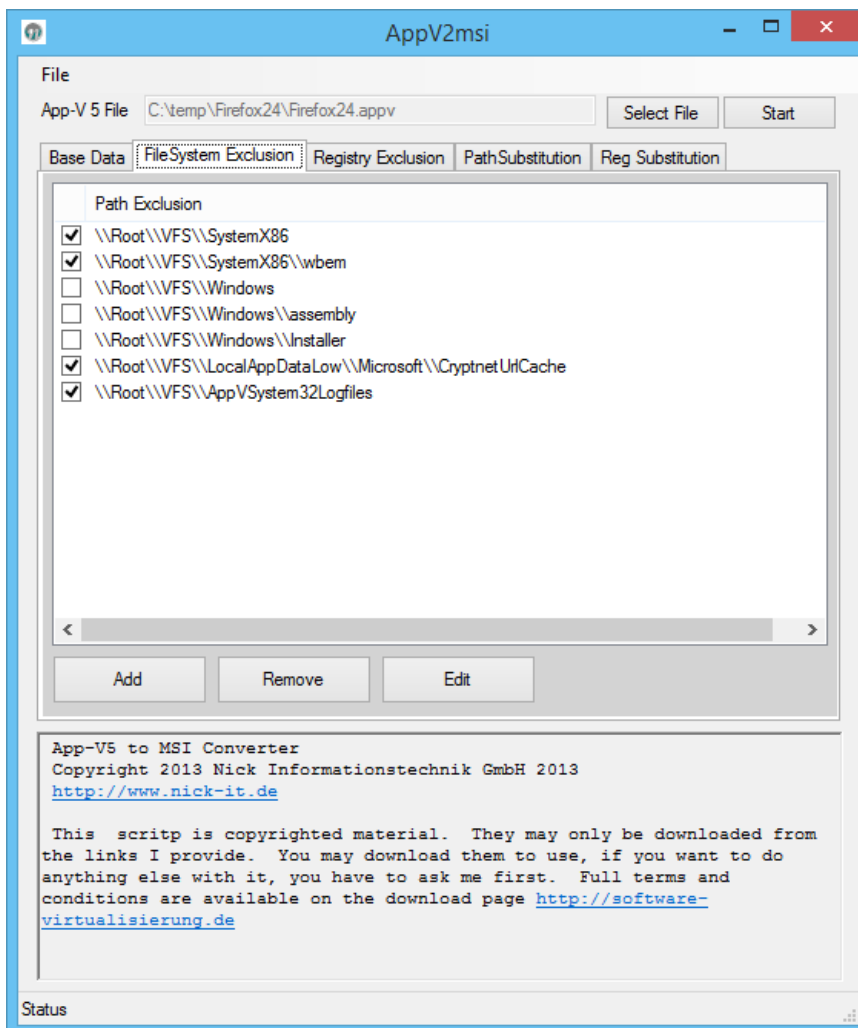 AppV2msi
File
App-V 5 File C:\temp\Firefox24\Firefox24.appv Select File Start
Base Data FileSystem Exclusion Registry Exclusion PathSubstitution Reg Substitution
Path Exclusion
\\Root\\VFS\\SystemX86
\\Root\\VFS\\SystemX86\\wbem
\\Root\\VFS\\Windows
\\Root\\VFS\\Windows\\assembly
\\Root\\VFS\\Windows\\Installer
\\Root\\VFS\\LocalAppDataLow\\Microsoft\\CryptnetUrlCache
\\Root\\VFS\\AppVSystem32Logfiles
Add Remove Edit
App-V5 to MSI Converter
Copyright 2013 Nick Informationstechnik GmbH 2013
http://www.nick-it.de
This scritp is copyrighted material. They may only be downloaded from
the links I provide. You may download them to use, if you want to do
anything else with it, you have to ask me first. Full terms and
conditions are available on the download page http://software-
virtualisierung.de
Status